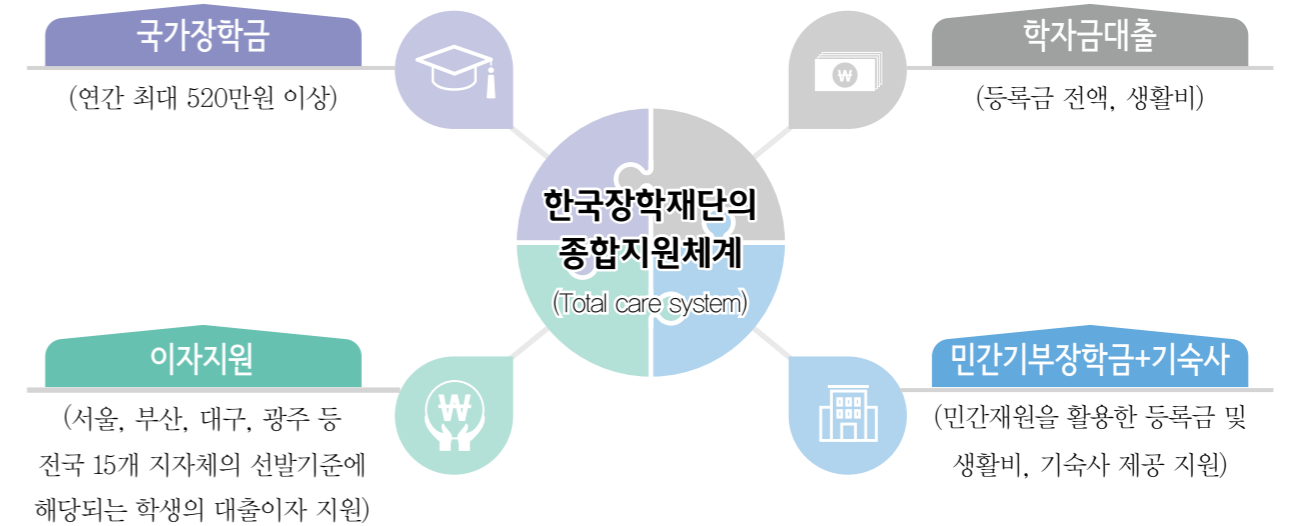 국가장학금
(연간 최대 520만원 이상)
학자금대출
₩
(등록금 전액, 생활비)
한국장학재단의
종합지원체계
(Total care system)
이자지원
₩
(서울, 부산, 대구, 광주 등
전국 15개 지자체의 선발기준에
해당되는 학생의 대출이자 지원)
민간기부장학금+기숙사
(민간재원을 활용한 등록금 및
생활비, 기숙사 제공 지원)